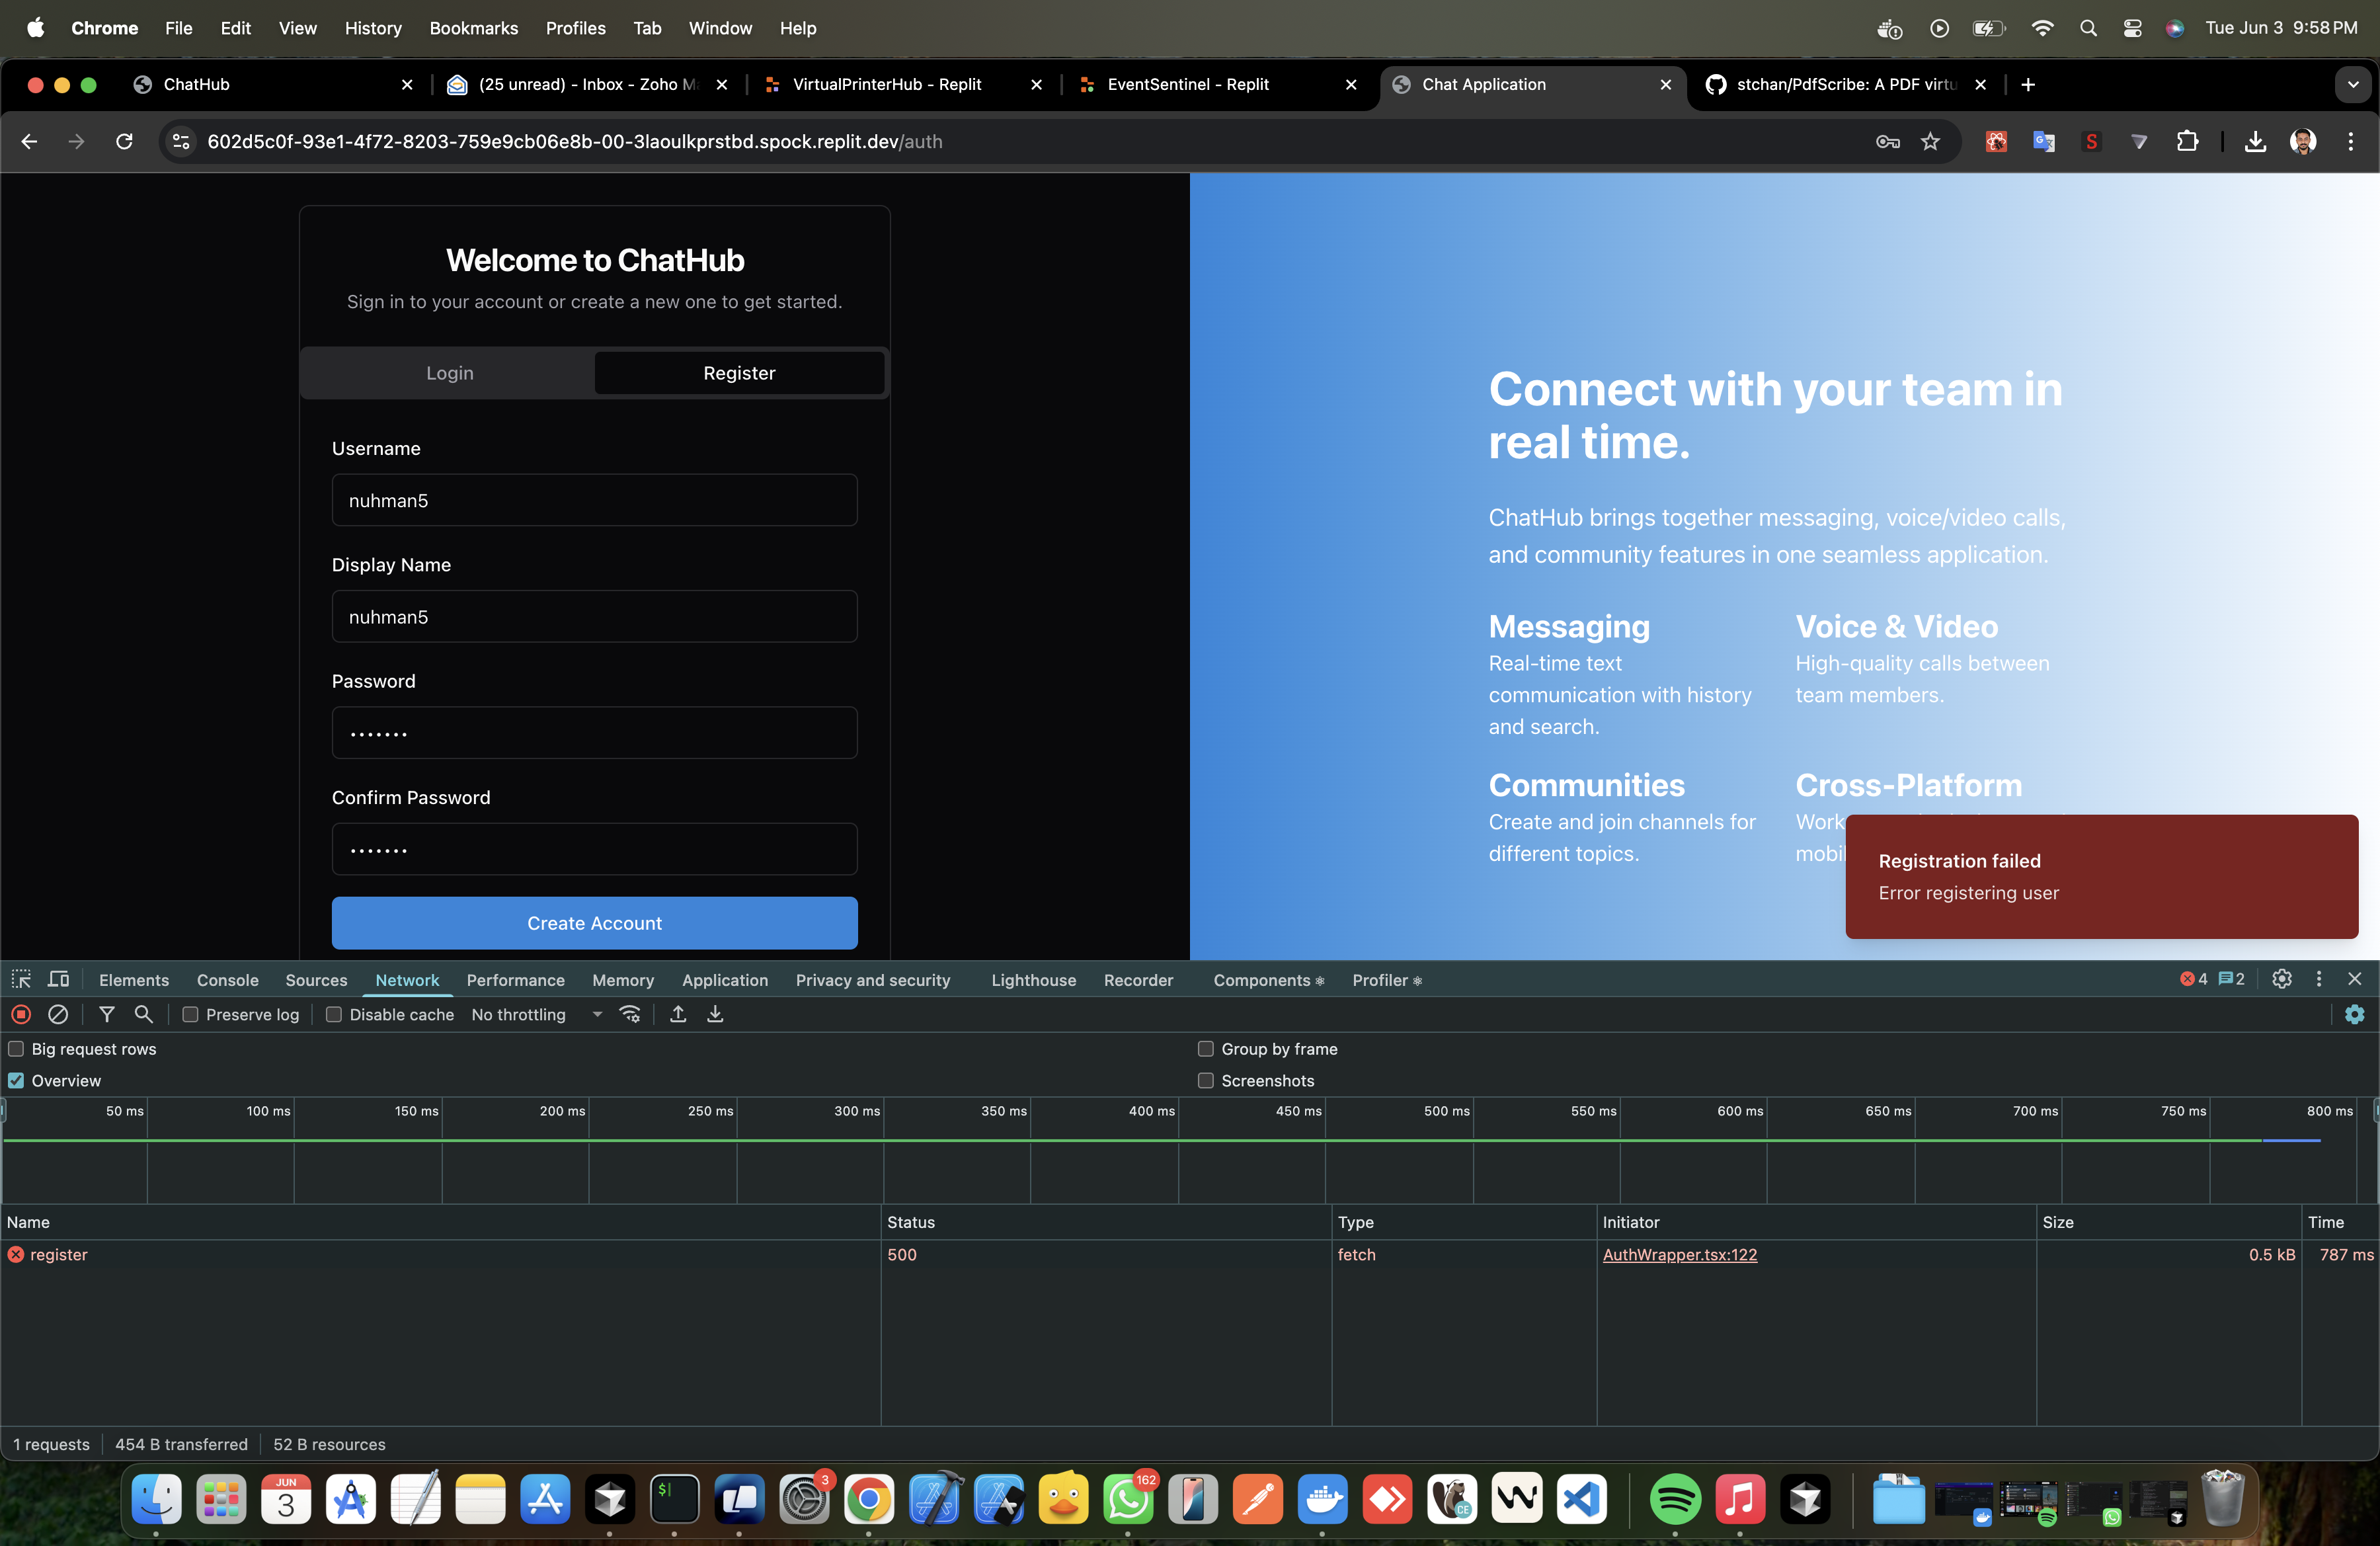 Chrome File Edit View History Bookmarks Profiles Tab Window Help Tue Jun 3 9:58 PM
ChatHub (25 unread) - Inbox - Zoho Ma VirtualPrinterHub - Replit EventSentinel - Replit Chat Application stchan/PdfScribe: A PDF virtu
602d5c0f-93e1-4f72-8203-759e9cb06e8b-00-3laoulkprstbd.spock.replit.dev/auth
Welcome to ChatHub
Sign in to your account or create a new one to get started.
Login Register
Username
nuhman5
Display Name
nuhman5
Password
•••••••
Confirm Password
•••••••
Create Account
Connect with your team in
real time.
ChatHub brings together messaging, voice/video calls,
and community features in one seamless application.
Messaging
Real-time text
communication with history
and search.
Voice & Video
High-quality calls between
team members.
Communities
Create and join channels for
different topics.
Cross-Platform
Work
mobil
Registration failed
Error registering user
Elements Console Sources Network Performance Memory Application Privacy and security Lighthouse Recorder Components Profiler 4 2
Preserve log Disable cache No throttling
Big request rows Group by frame
Overview Screenshots
50 ms 100 ms 150 ms 200 ms 250 ms 300 ms 350 ms 400 ms 450 ms 500 ms 550 ms 600 ms 650 ms 700 ms 750 ms 800 ms
Name Status Type Initiator Size Time
register 500 fetch AuthWrapper.tsx:122 0.5 kB 787 ms
1 requests 454 B transferred 52 B resources
JUN
3
$
3
162
CE